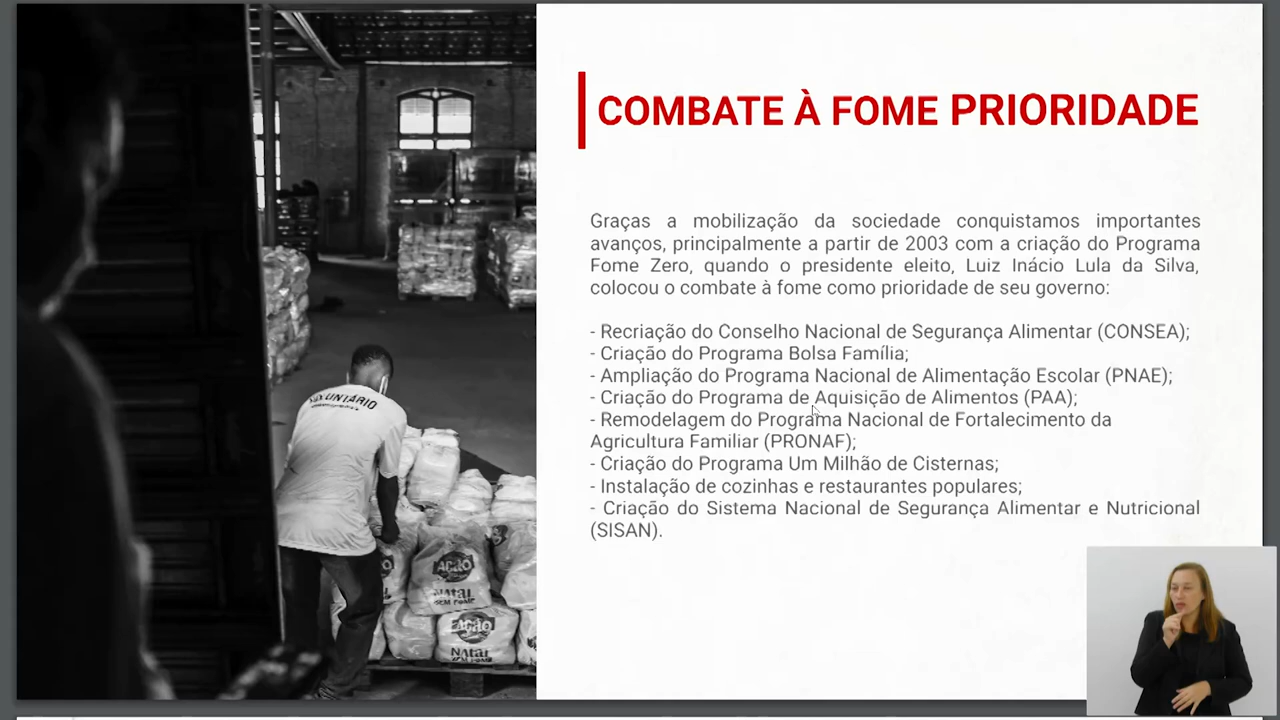 COMBATE À FOME PRIORIDADE
Graças a mobilização da sociedade conquistamos importantes
avanços, principalmente a partir de 2003 com a criação do Programa
Fome Zero, quando o presidente eleito, Luiz Inácio Lula da Silva,
colocou o combate à fome como prioridade de seu governo:
- Recriação do Conselho Nacional de Segurança Alimentar (CONSEA);
- Criação do Programa Bolsa Família;
- Ampliação do Programa Nacional de Alimentação Escolar (PNAE);
- Criação do Programa de Aquisição de Alimentos (PAA);
- Remodelagem do Programa Nacional de Fortalecimento da
Agricultura Familiar (PRONAF);
- Criação do Programa Um Milhão de Cisternas;
- Instalação de cozinhas e restaurantes populares;
- Criação do Sistema Nacional de Segurança Alimentar e Nutricional
(SISAN).
VOLUNTÁRIO
AÇÃO
NATAL
SEM FOME
AÇÃO
NATAL
SEM FOME